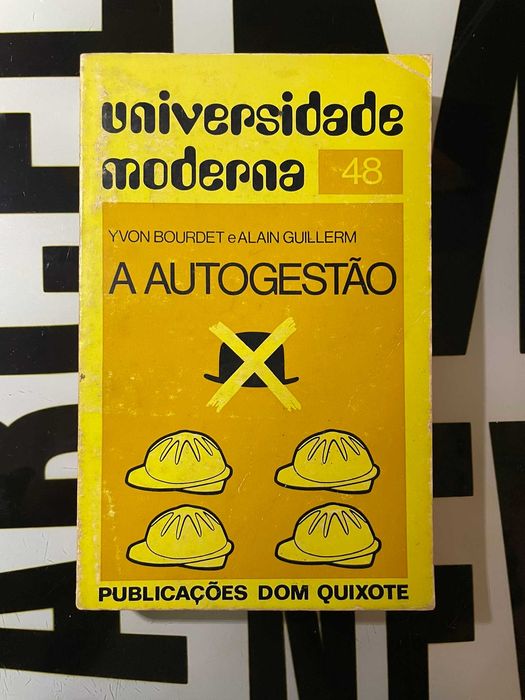 universidade
moderna 48
YVON BOURDET e ALAIN GUILLERM
A AUTOGESTÃO
PUBLICAÇÕES DOM QUIXOTE